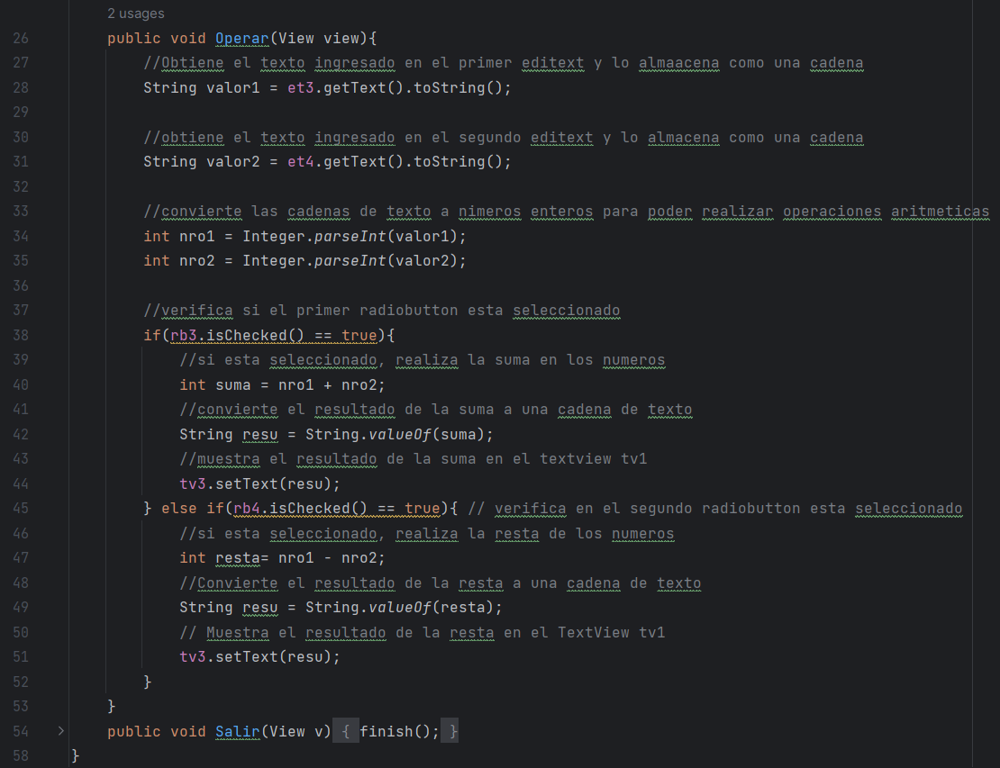 2 usages
26 public void Operar(View view){
27 //Obtiene el texto ingresado en el primer editext y lo almaacena como una cadena
28 String valor1 = et3.getText().toString();
29
30 //obtiene el texto ingresado en el segundo editext y lo almacena como una cadena
31 String valor2 = et4.getText().toString();
32
33 //convierte las cadenas de texto a nimeros enteros para poder realizar operaciones aritmeticas
34 int nro1 = Integer.parseInt(valor1);
35 int nro2 = Integer.parseInt(valor2);
36
37 //verifica si el primer radiobutton esta seleccionado
38 if(rb3.isChecked() == true){
39 //si esta seleccionado, realiza la suma en los numeros
40 int suma = nro1 + nro2;
41 //convierte el resultado de la suma a una cadena de texto
42 String resu = String.valueOf(suma);
43 //muestra el resultado de la suma en el textview tv1
44 tv3.setText(resu);
45 } else if(rb4.isChecked() == true){ // verifica en el segundo radiobutton esta seleccionado
46 //si esta seleccionado, realiza la resta de los numeros
47 int resta= nro1 - nro2;
48 //Convierte el resultado de la resta a una cadena de texto
49 String resu = String.valueOf(resta);
50 // Muestra el resultado de la resta en el TextView tv1
51 tv3.setText(resu);
52 }
53 }
54 public void Salir(View v) { finish(); }
58 }